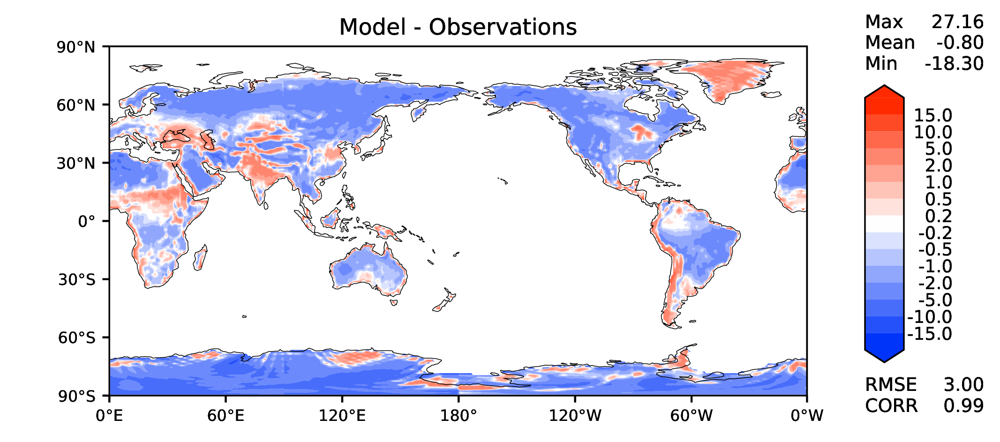 Model - Observations
Max 27.16
Mean -0.80
Min -18.30
90°N
60°N
30°N
0°
30°S
60°S
90°S
0°E 60°E 120°E 180° 120°W 60°W 0°W
15.0
10.0
5.0
2.0
1.0
0.5
0.2
-0.2
-0.5
-1.0
-2.0
-5.0
-10.0
-15.0
RMSE 3.00
CORR 0.99